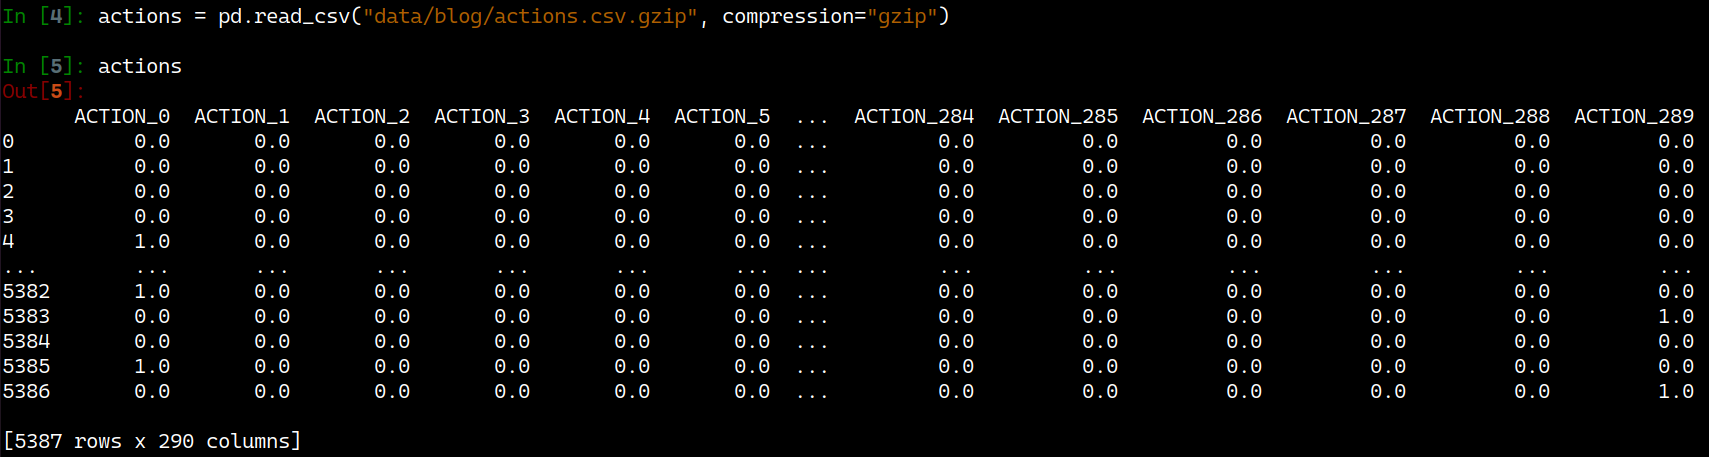 In [4]: actions = pd.read_csv("data/blog/actions.csv.gzip", compression="gzip")
In [5]: actions
Out[5]:
ACTION_0 ACTION_1 ACTION_2 ACTION_3 ACTION_4 ACTION_5 ... ACTION_284 ACTION_285 ACTION_286 ACTION_287 ACTION_288 ACTION_289
0 0.0 0.0 0.0 0.0 0.0 0.0 ... 0.0 0.0 0.0 0.0 0.0 0.0
1 0.0 0.0 0.0 0.0 0.0 0.0 ... 0.0 0.0 0.0 0.0 0.0 0.0
2 0.0 0.0 0.0 0.0 0.0 0.0 ... 0.0 0.0 0.0 0.0 0.0 0.0
3 0.0 0.0 0.0 0.0 0.0 0.0 ... 0.0 0.0 0.0 0.0 0.0 0.0
4 1.0 0.0 0.0 0.0 0.0 0.0 ... 0.0 0.0 0.0 0.0 0.0 0.0
... ... ... ... ... ... ... ... ... ... ... ... ... ...
5382 1.0 0.0 0.0 0.0 0.0 0.0 ... 0.0 0.0 0.0 0.0 0.0 0.0
5383 0.0 0.0 0.0 0.0 0.0 0.0 ... 0.0 0.0 0.0 0.0 0.0 1.0
5384 0.0 0.0 0.0 0.0 0.0 0.0 ... 0.0 0.0 0.0 0.0 0.0 0.0
5385 1.0 0.0 0.0 0.0 0.0 0.0 ... 0.0 0.0 0.0 0.0 0.0 0.0
5386 0.0 0.0 0.0 0.0 0.0 0.0 ... 0.0 0.0 0.0 0.0 0.0 1.0
[5387 rows x 290 columns]